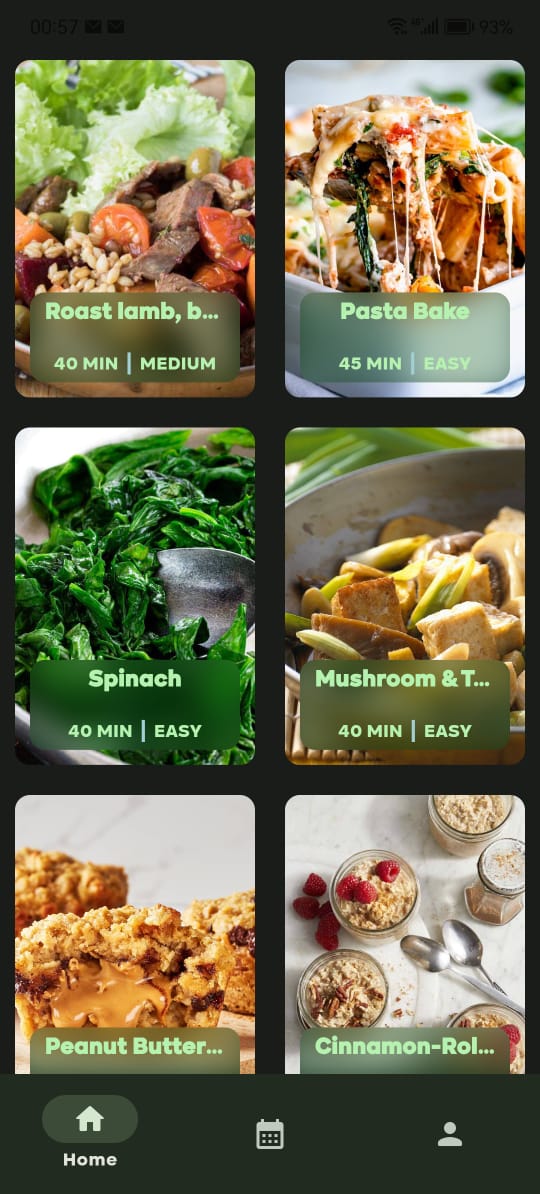 00:57 93%
Roast lamb, b...
40 MIN | MEDIUM
Pasta Bake
45 MIN | EASY
Spinach
40 MIN | EASY
Mushroom & T...
40 MIN | EASY
Peanut Butter...
Cinnamon-Rol...
Home